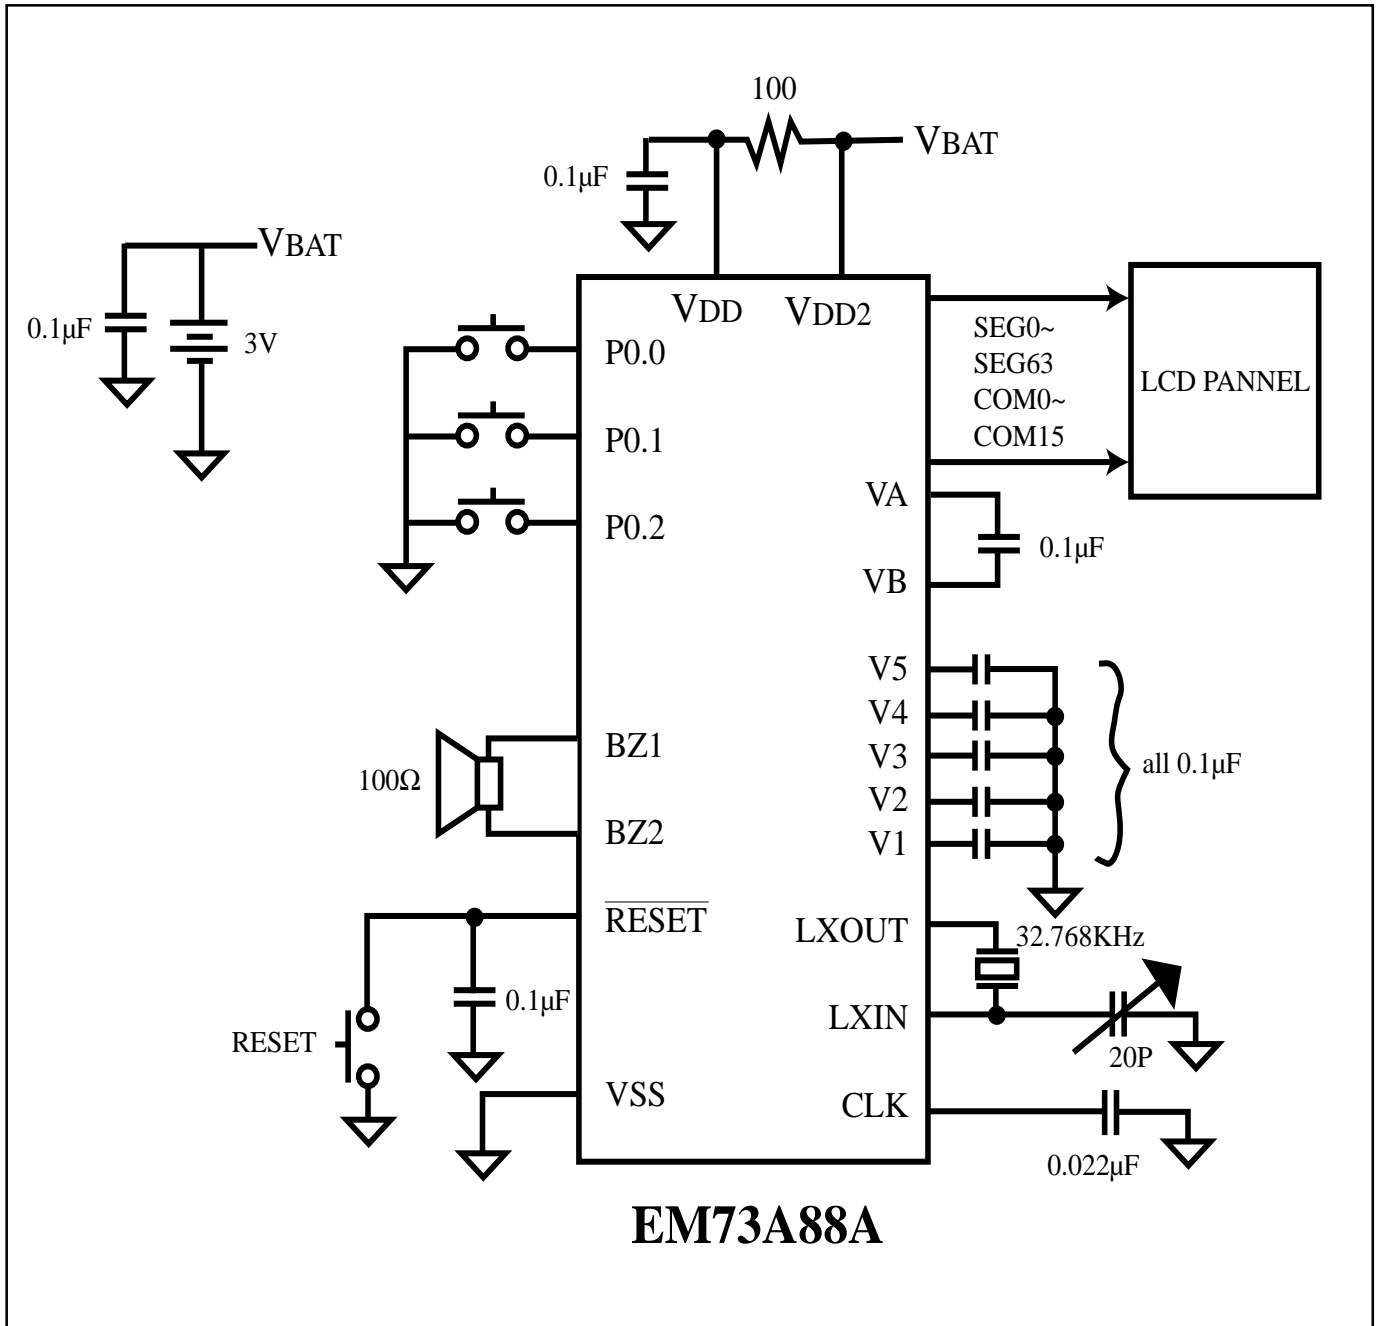 100
VBAT
0.1µF
VBAT
0.1µF
3V
VDD
VDD2
P0.0
P0.1
P0.2
SEG0~
SEG63
COM0~
COM15
LCD PANNEL
VA
0.1µF
VB
V5
V4
V3
V2
V1
all 0.1µF
BZ1
100Ω
BZ2
RESET
0.1µF
RESET
VSS
LXOUT
32.768KHz
LXIN
20P
CLK
0.022µF
EM73A88A